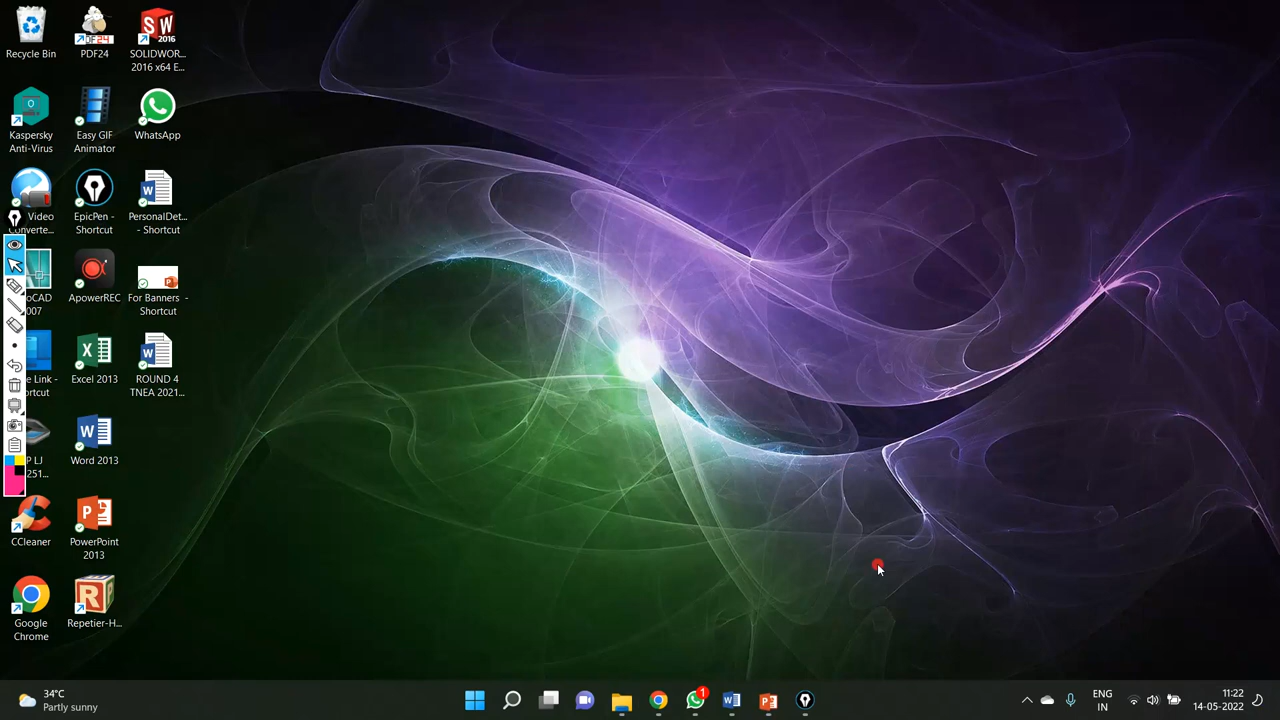 Recycle Bin
PDF24
SOLIDWOR...
2016 x64 E...
Kaspersky
Anti-Virus
Easy GIF
Animator
WhatsApp
Video
Converte...
EpicPen -
Shortcut
PersonalDet...
- Shortcut
oCAD
007
ApowerREC
For Banners -
Shortcut
e Link -
ortcut
Excel 2013
ROUND 4
TNEA 2021...
P LJ
251...
Word 2013
CCleaner
PowerPoint
2013
Google
Chrome
Repetier-H...
34°C
Partly sunny
1
ENG
IN
11:22
14-05-2022